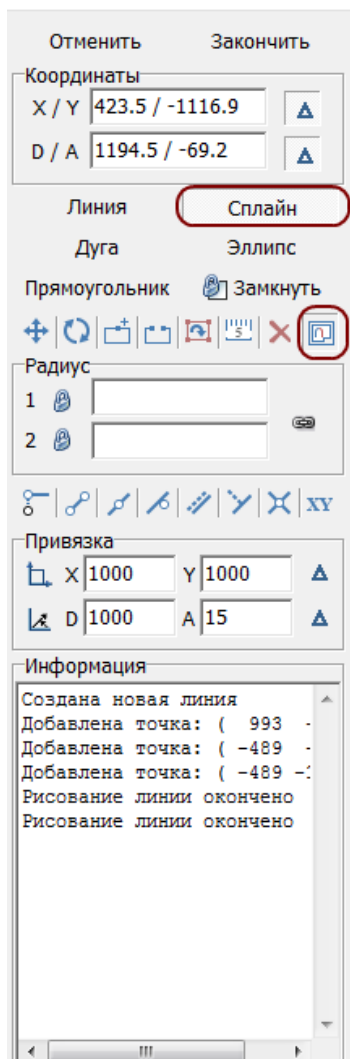 Отменить Закончить
Координаты
X / Y 423.5 / -1116.9
D / A 1194.5 / -69.2
Линия Сплайн
Дуга Эллипс
Прямоугольник Замкнуть
5
Радиус
1
2
XY
Привязка
X 1000 Y 1000
D 1000 A 15
Информация
Создана новая линия
Добавлена точка: ( 993 -
Добавлена точка: ( -489 -
Добавлена точка: ( -489 -1
Рисование линии окончено
Рисование линии окончено